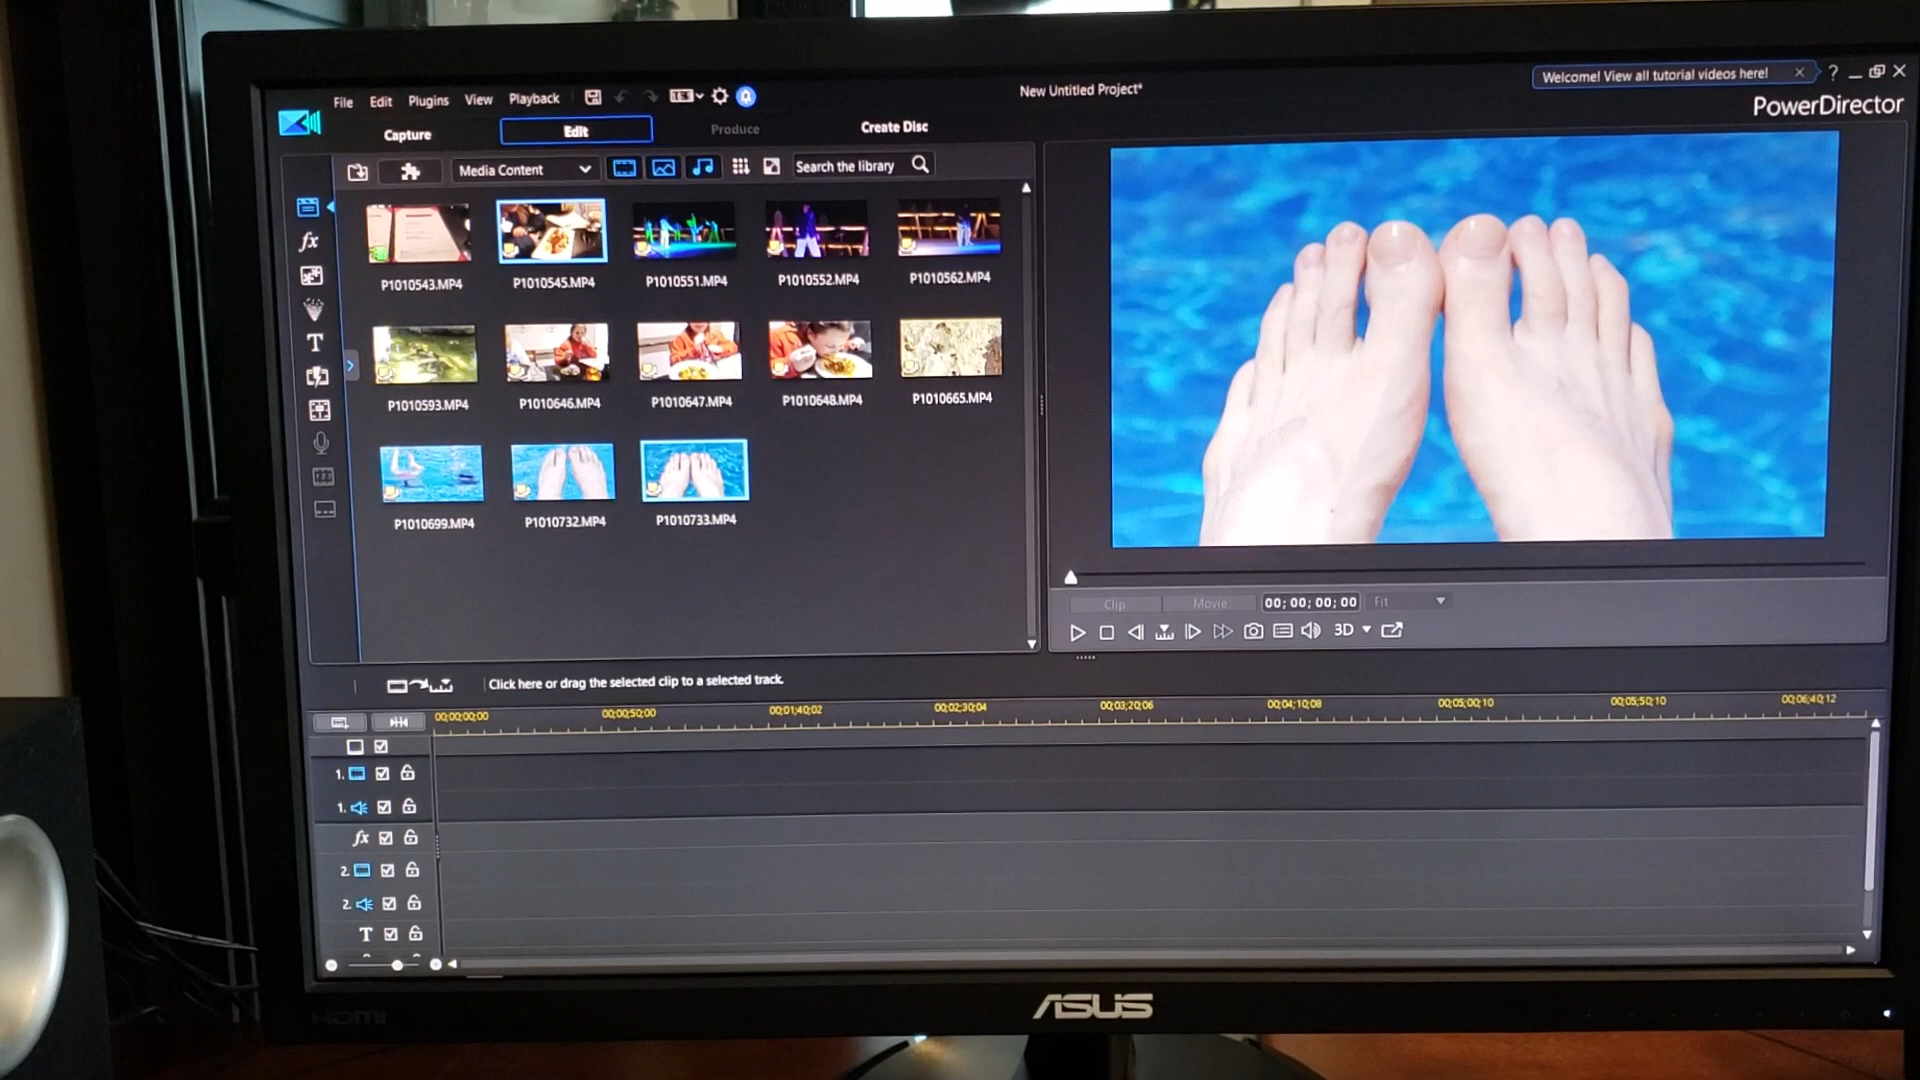 Welcome! View all tutorial videos here!
?
File Edit Plugins View Playback
New Untitled Project*
PowerDirector
Capture Edit Produce Create Disc
Media Content
Search the library
P1010543.MP4 P1010545.MP4 P1010551.MP4 P1010552.MP4 P1010562.MP4
P1010593.MP4 P1010646.MP4 P1010647.MP4 P1010648.MP4 P1010665.MP4
P1010699.MP4 P1010732.MP4 P1010733.MP4
fx
T
Clip Movie 00; 00; 00; 00 Fit
3D
Click here or drag the selected clip to a selected track.
00;00;00;00 00;00;50;00 00;01;40;02 00;02;30;04 00;03;20;06 00;04;10;08 00;05;00;10 00;05;50;10 00;06;40;12
1.
1.
fx
2.
2.
T
HDMI
ASUS